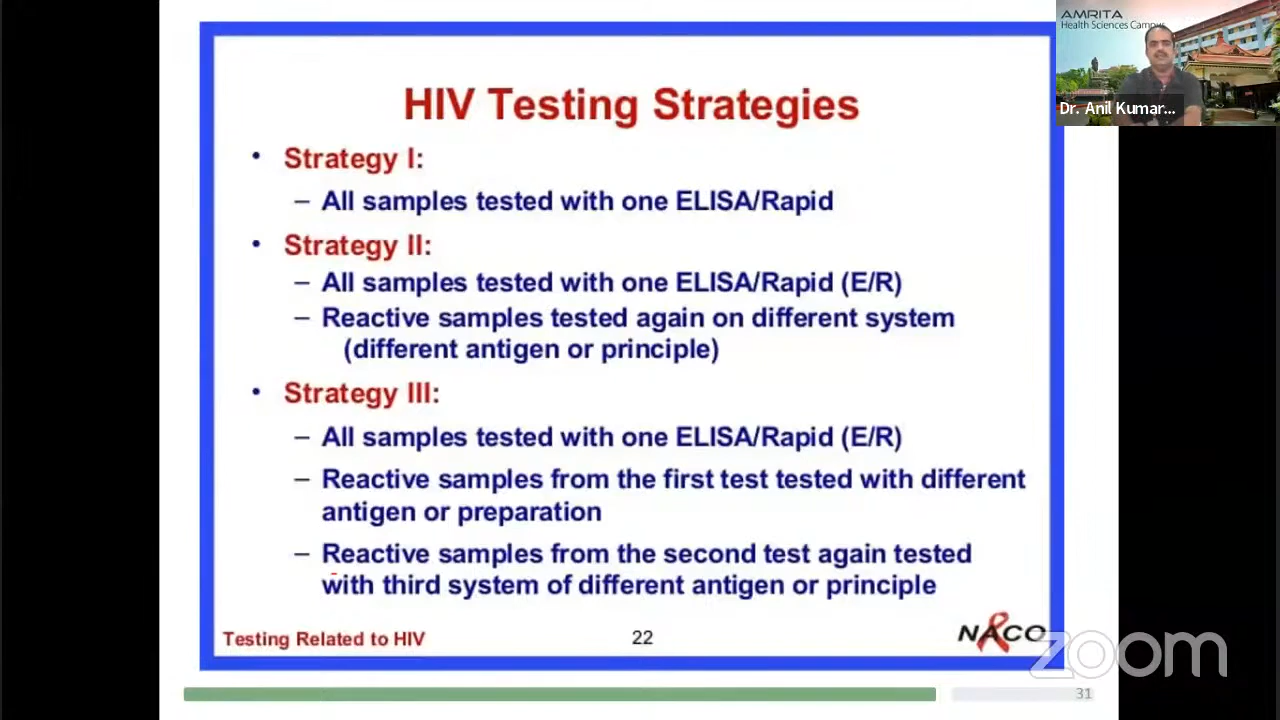 HIV Testing Strategies
• Strategy I:
– All samples tested with one ELISA/Rapid
• Strategy II:
– All samples tested with one ELISA/Rapid (E/R)
– Reactive samples tested again on different system
(different antigen or principle)
• Strategy III:
– All samples tested with one ELISA/Rapid (E/R)
– Reactive samples from the first test tested with different
antigen or preparation
– Reactive samples from the second test again tested
with third system of different antigen or principle
Testing Related to HIV
22
NACO
31
zoom
AMRITA
Health Sciences Campus
Dr. Anil Kumar...